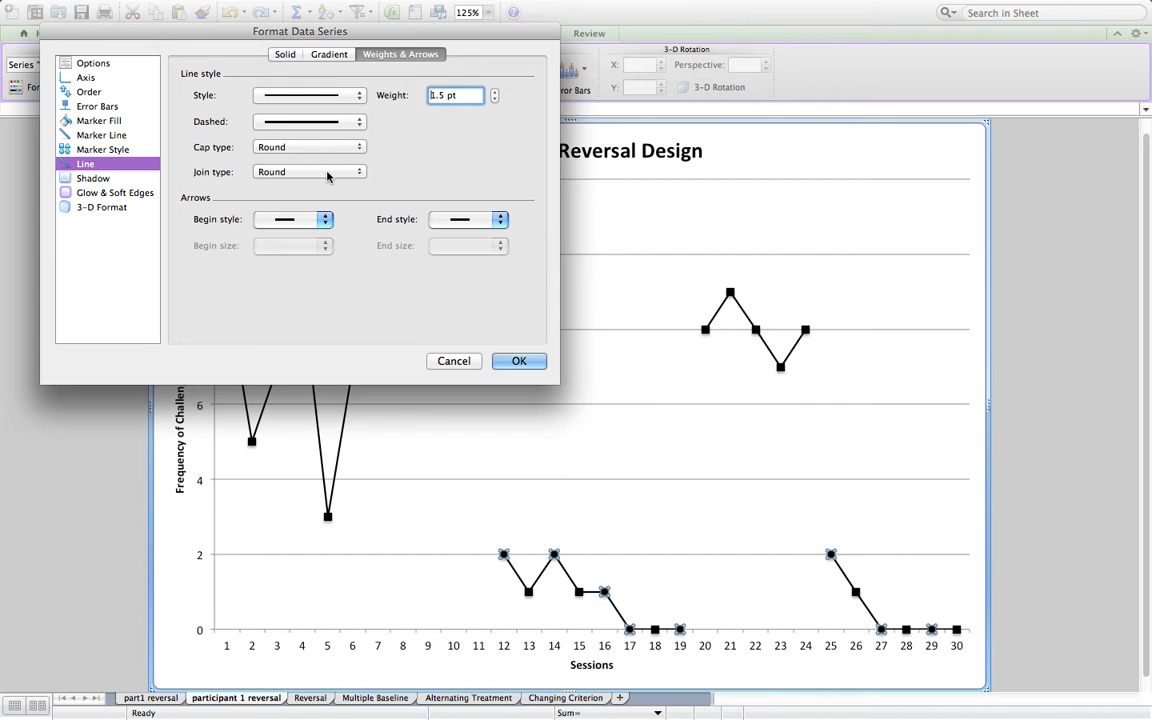 125%
Search in Sheet
Format Data Series
Review
Solid
Gradient
Weights & Arrows
3-D Rotation
Series "
X:
Perspective:
Y:
3-D Rotation
For
Error Bars
Options
Axis
Order
Error Bars
Marker Fill
Marker Line
Marker Style
Line
Shadow
Glow & Soft Edges
3-D Format
Line style
Style:
Weight:
1.5 pt
Dashed:
Cap type:
Round
Join type:
Round
Arrows
Begin style:
End style:
Begin size:
End size:
Cancel
OK
Reversal Design
Frequency of Challen
6
4
2
0
1 2 3 4 5 6 7 8 9 10 11 12 13 14 15 16 17 18 19 20 21 22 23 24 25 26 27 28 29 30
Sessions
part1 reversal
participant 1 reversal
Reversal
Multiple Baseline
Alternating Treatment
Changing Criterion
Ready
Sum=